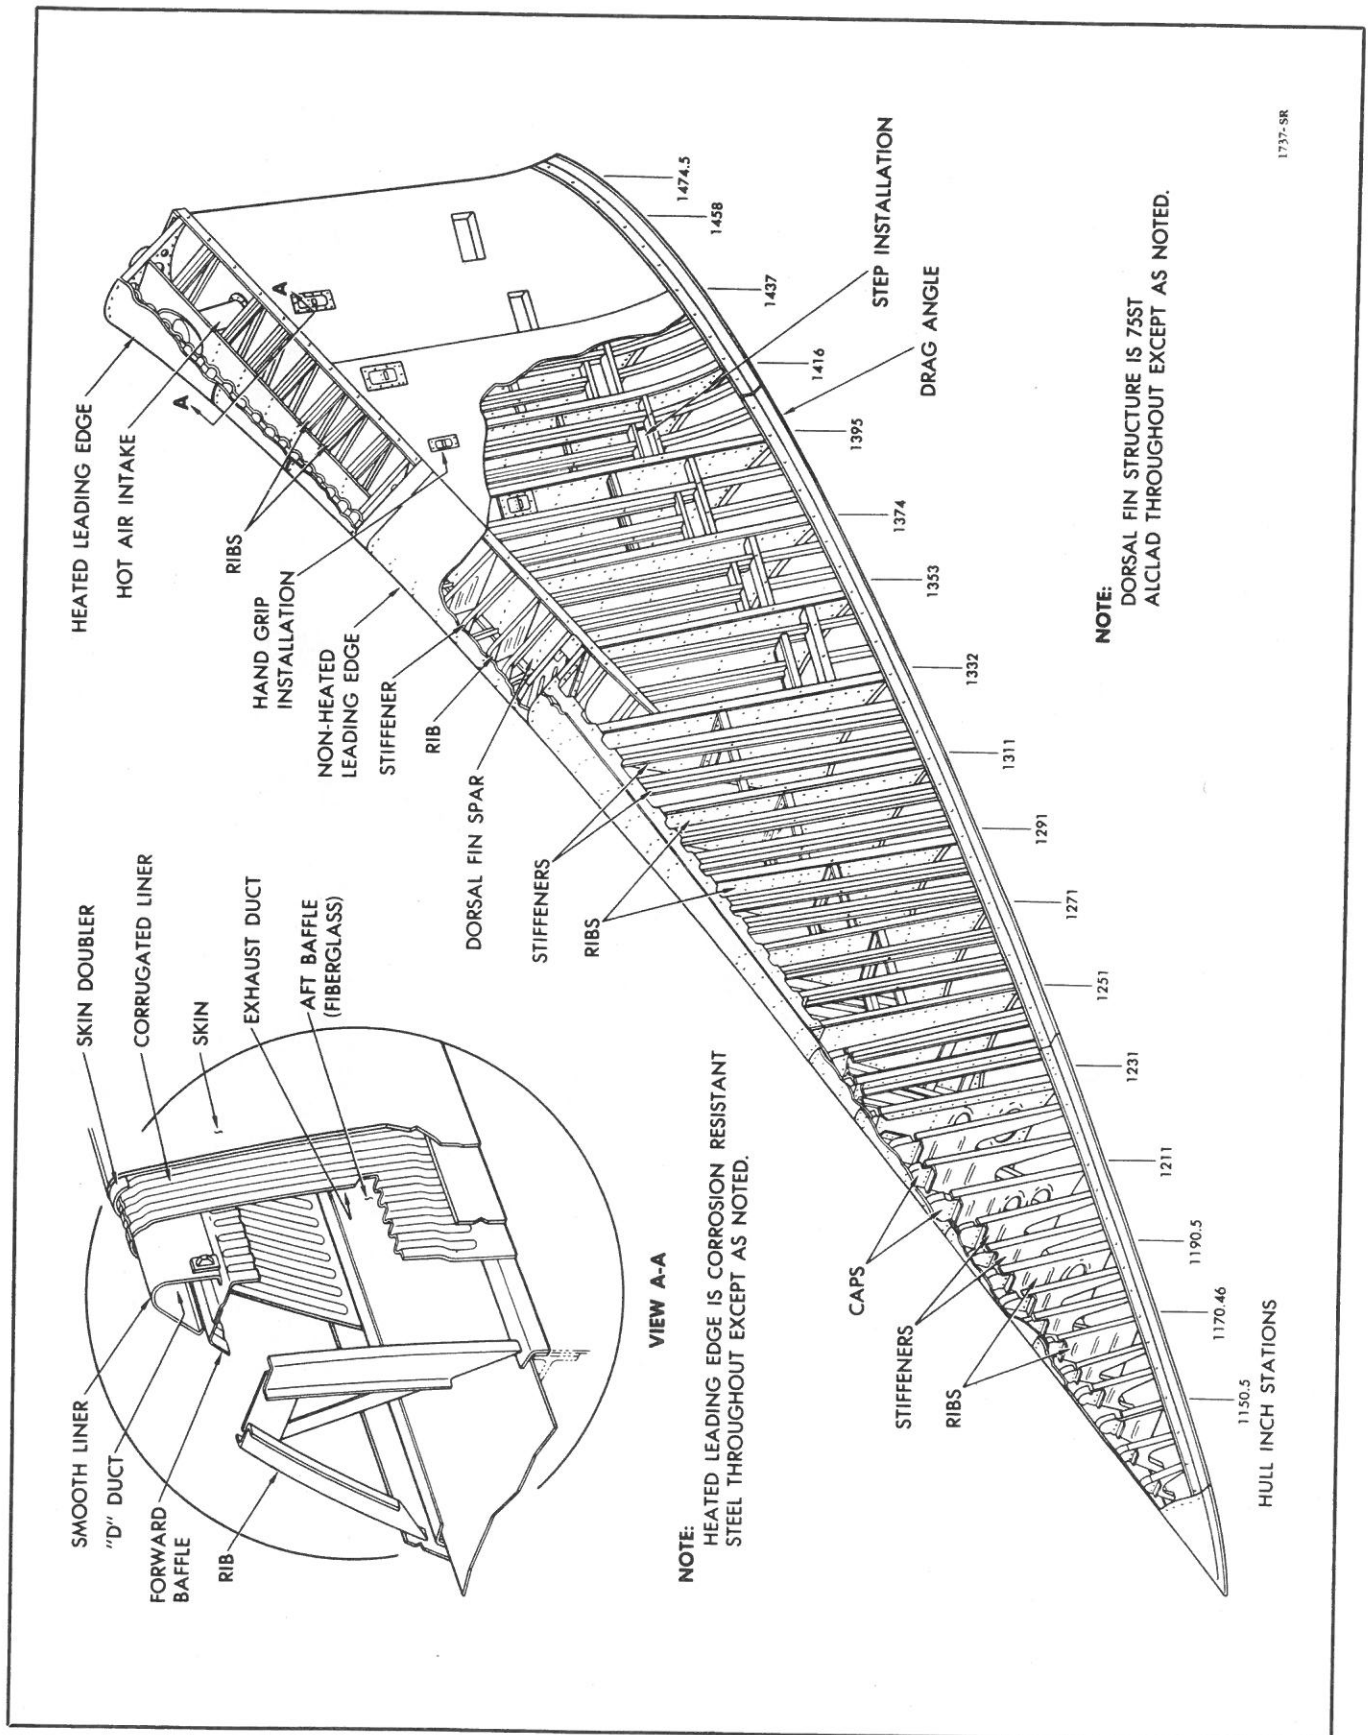 SMOOTH LINER
"D" DUCT
FORWARD
BAFFLE
RIB
SKIN DOUBLER
CORRUGATED LINER
SKIN
EXHAUST DUCT
AFT BAFFLE
(FIBERGLASS)
VIEW A-A
NOTE:
HEATED LEADING EDGE IS CORROSION RESISTANT
STEEL THROUGHOUT EXCEPT AS NOTED.
HEATED LEADING EDGE
HOT AIR INTAKE
RIBS
HAND GRIP
INSTALLATION
NON-HEATED
LEADING EDGE
STIFFENER
RIB
DORSAL FIN SPAR
STIFFENERS
RIBS
A
A
CAPS
STIFFENERS
RIBS
STEP INSTALLATION
DRAG ANGLE
HULL INCH STATIONS
1150.5
1170.46
1190.5
1211
1231
1251
1271
1291
1311
1332
1353
1374
1395
1416
1437
1458
1474.5
NOTE:
DORSAL FIN STRUCTURE IS 75ST
ALCLAD THROUGHOUT EXCEPT AS NOTED.
1737-SR